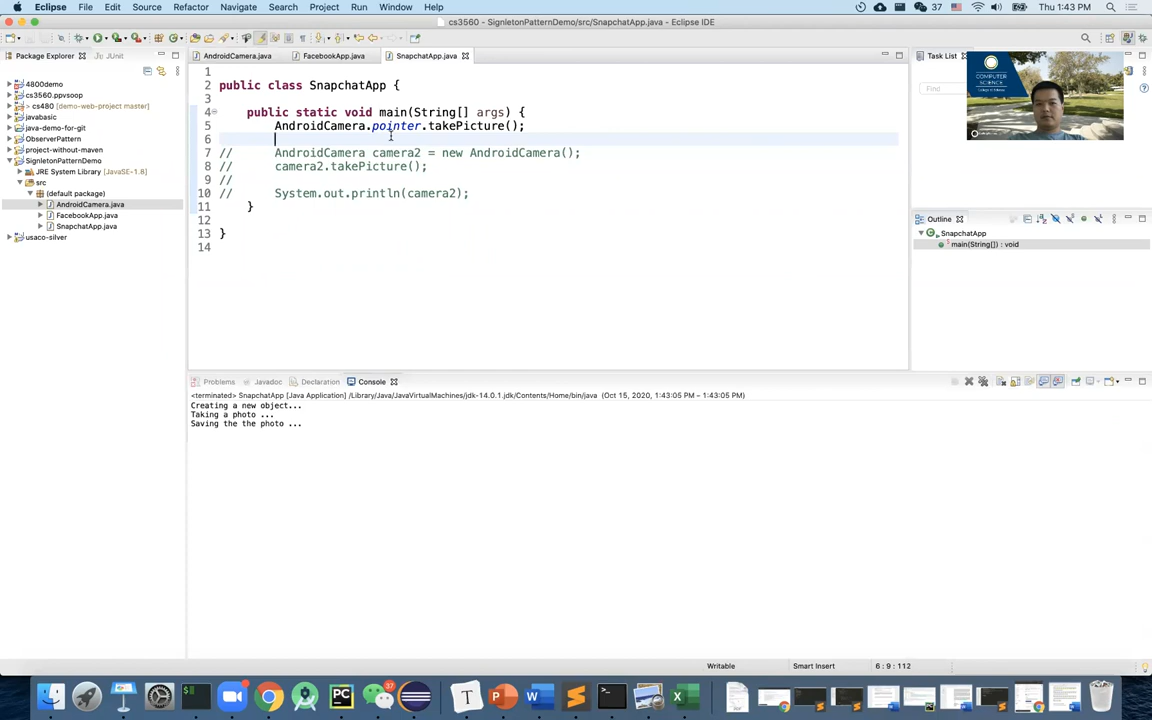 Eclipse File Edit Source Refactor Navigate Search Project Run Window Help 37 Thu 1:43 PM
cs3560 - SigletonPatternDemo/src/SnapchatApp.java - Eclipse IDE
Package Explorer JUnit
4800demo
cs3560.ppvsoop
> cs480 [demo-web-project master]
javabasic
java-demo-for-git
ObserverPattern
project-without-maven
SigletonPatternDemo
JRE System Library [JavaSE-1.8]
src
(default package)
AndroidCamera.java
FacebookApp.java
SnapchatApp.java
usaco-silver
AndroidCamera.java FacebookApp.java SnapchatApp.java
1
2 public class SnapchatApp {
3
4 public static void main(String[] args) {
5 AndroidCamera.pointer.takePicture();
6
7 // AndroidCamera camera2 = new AndroidCamera();
8 // camera2.takePicture();
9 //
10 // System.out.println(camera2);
11 }
12
13 }
14
Task List
Find
COMPUTER
SCIENCE
Outline
SnapchatApp
main(String[]) : void
Problems Javadoc Declaration Console
<terminated> SnapchatApp [Java Application] /Library/Java/JavaVirtualMachines/jdk-14.0.1.jdk/Contents/Home/bin/java (Oct 15, 2020, 1:43:05 PM – 1:43:05 PM)
Creating a new object...
Taking a photo ...
Saving the the photo ...
Writable Smart Insert 6 : 9 : 112
37
PC
T P W X